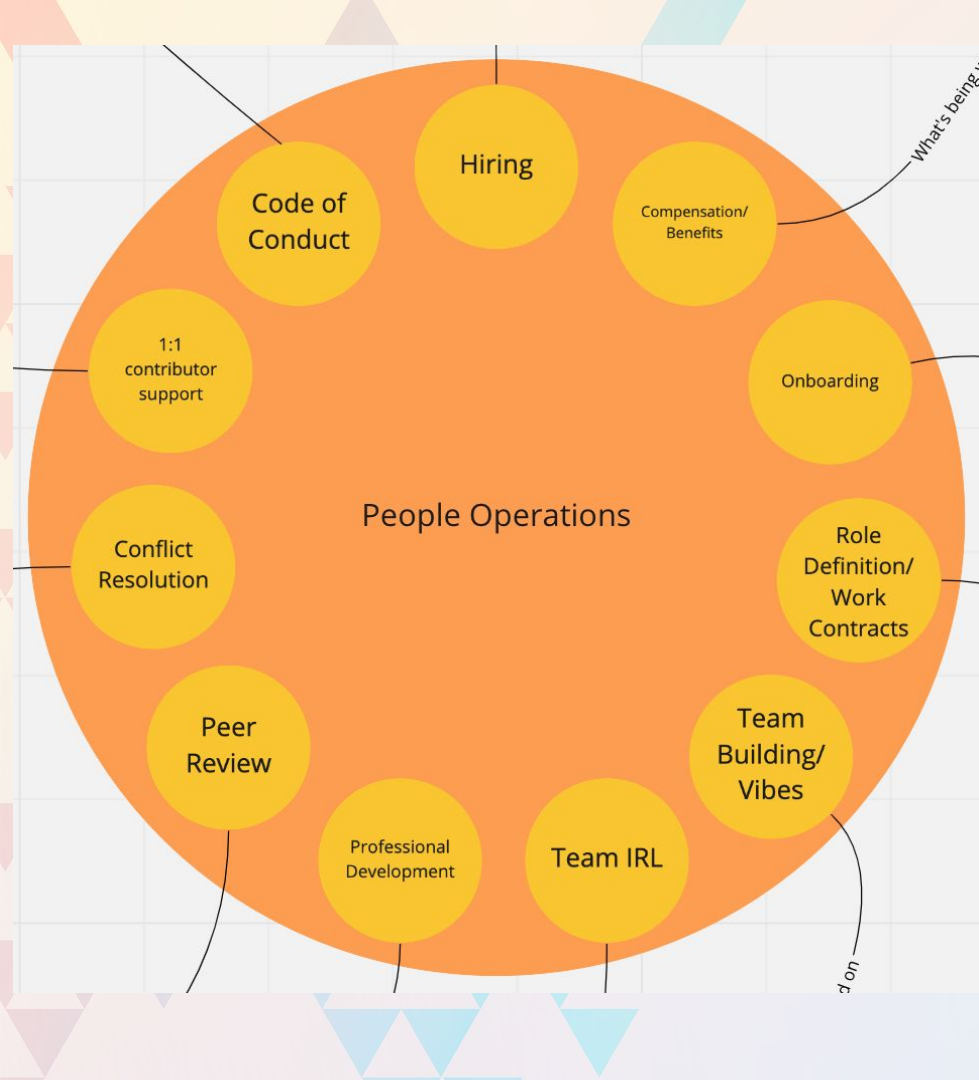 What's being
Hiring
Code of
Conduct
Compensation/
Benefits
1:1
contributor
support
Onboarding
People Operations
Conflict
Resolution
Role
Definition/
Work
Contracts
Peer
Review
Team
Building/
Vibes
Professional
Development
Team IRL
on